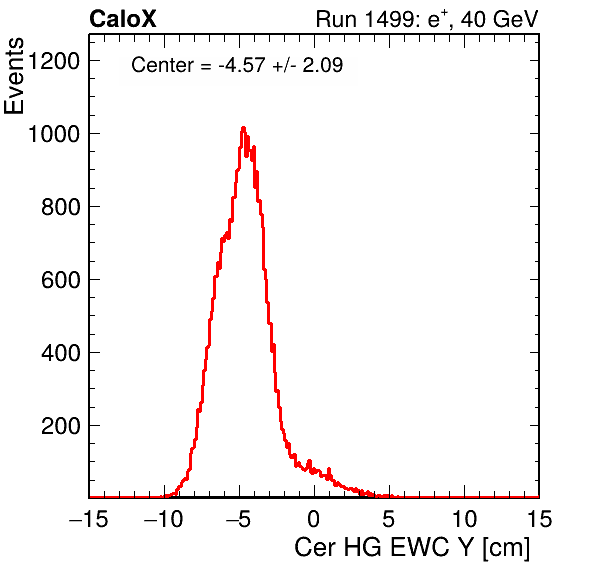 CaloX Run 1499: e⁺, 40 GeV
Center = -4.57 +/- 2.09
Events
1200
1000
800
600
400
200
−15 −10 −5 0 5 10 15
Cer HG EWC Y [cm]